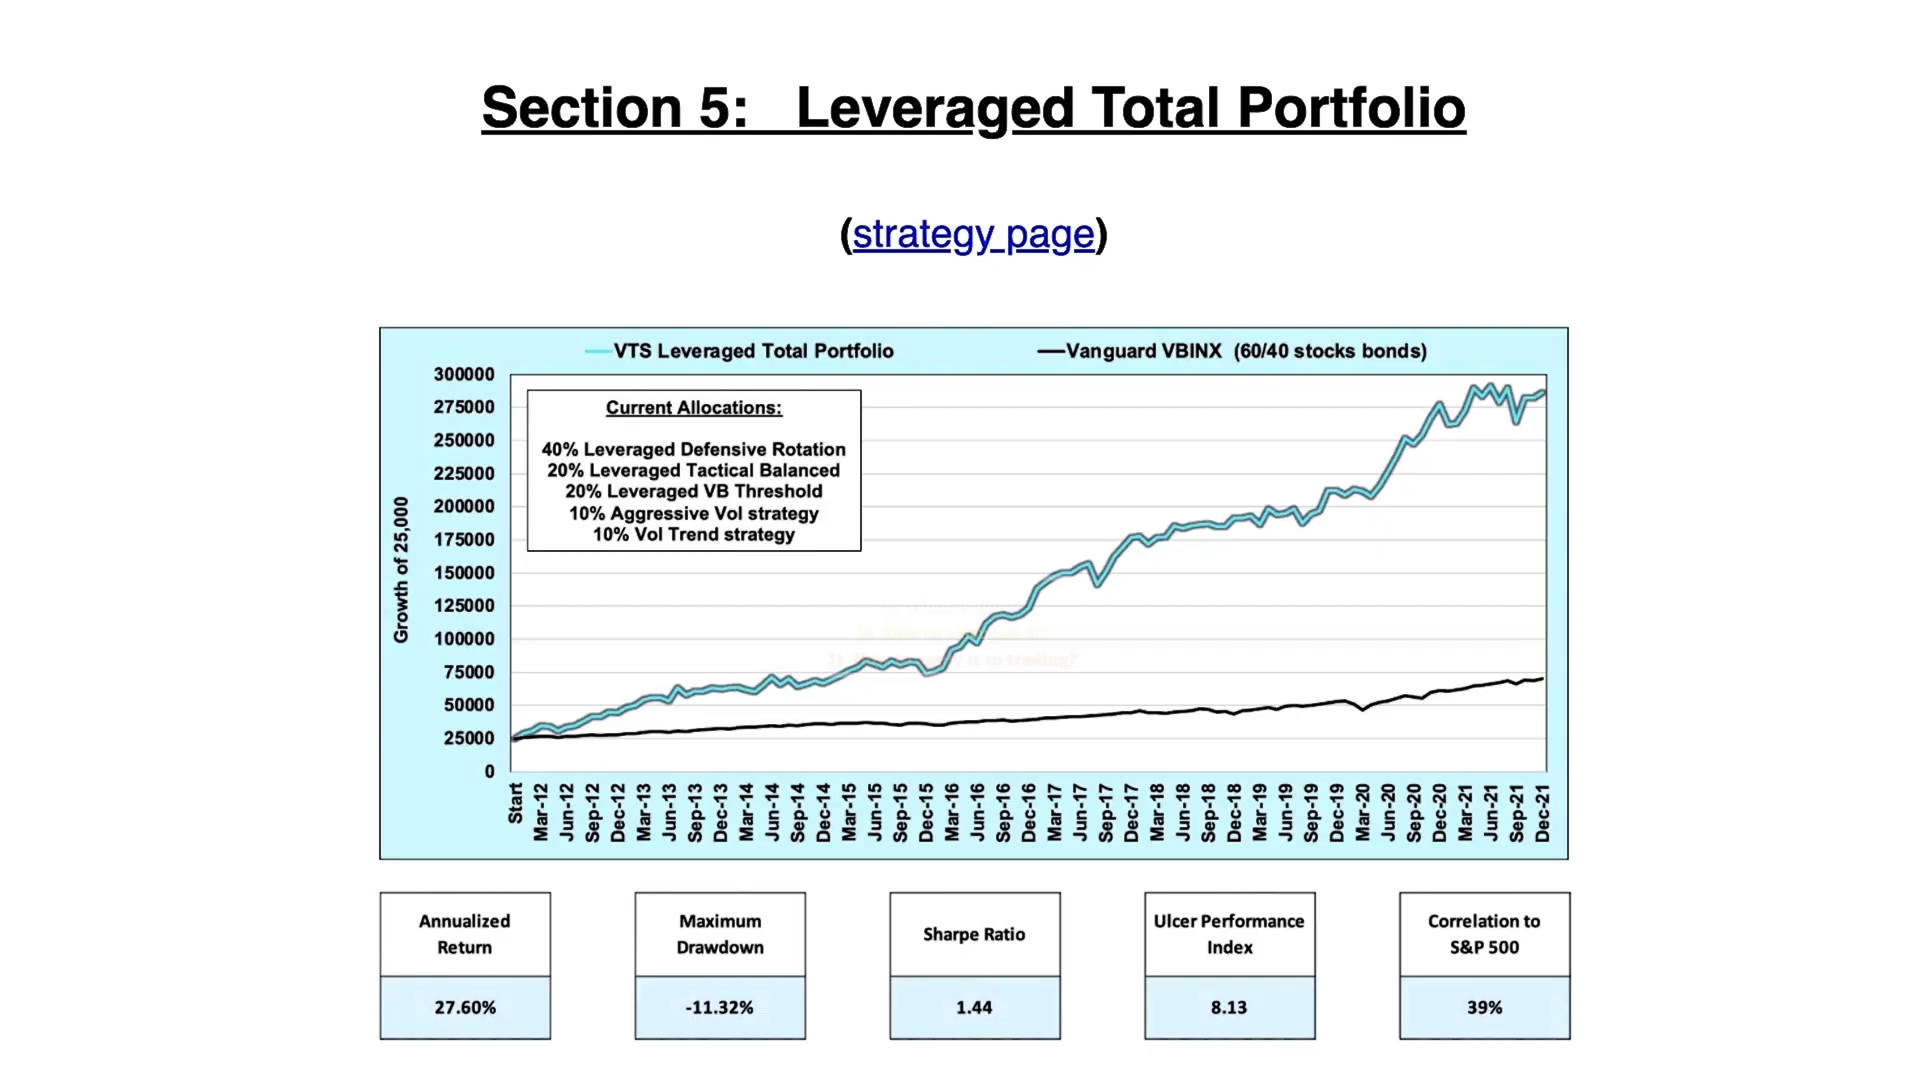 Section 5: Leveraged Total Portfolio
(strategy page)
VTS Leveraged Total Portfolio
Vanguard VBINX (60/40 stocks bonds)
Growth of 25,000
300000
275000
250000
225000
200000
175000
150000
125000
100000
75000
50000
25000
0
Current Allocations:
40% Leveraged Defensive Rotation
20% Leveraged Tactical Balanced
20% Leveraged VB Threshold
10% Aggressive Vol strategy
10% Vol Trend strategy
Start
Mar-12
Jun-12
Sep-12
Dec-12
Mar-13
Jun-13
Sep-13
Dec-13
Mar-14
Jun-14
Sep-14
Dec-14
Mar-15
Jun-15
Sep-15
Dec-15
Mar-16
Jun-16
Sep-16
Dec-16
Mar-17
Jun-17
Sep-17
Dec-17
Mar-18
Jun-18
Sep-18
Dec-18
Mar-19
Jun-19
Sep-19
Dec-19
Mar-20
Jun-20
Sep-20
Dec-20
Mar-21
Jun-21
Sep-21
Dec-21
Annualized
Return
27.60%
Maximum
Drawdown
-11.32%
Sharpe Ratio
1.44
Ulcer Performance
Index
8.13
Correlation to
S&P 500
39%